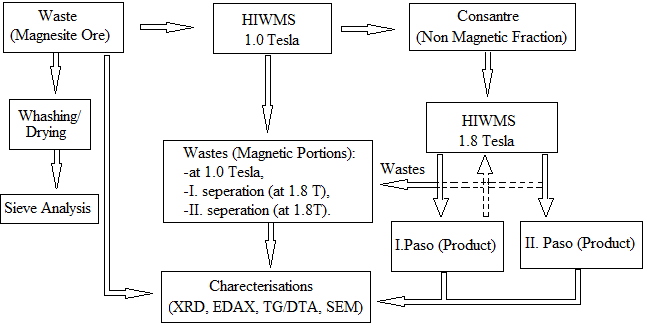 Waste
(Magnesite Ore)
HIWMS
1.0 Tesla
Consantre
(Non Magnetic Fraction)
Whashing/
Drying
HIWMS
1.8 Tesla
Wastes (Magnetic Portions):
-at 1.0 Tesla,
-I. seperation (at 1.8 T),
-II. seperation (at 1.8T).
Wastes
Sieve Analysis
I.Paso (Product)
II. Paso (Product)
Charecterisations
(XRD, EDAX, TG/DTA, SEM)